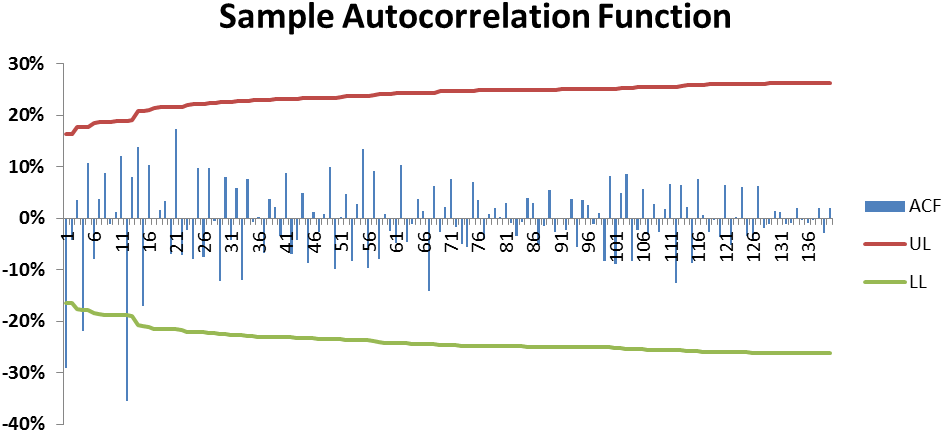 Sample Autocorrelation Function
30%
20%
10%
0%
-10%
-20%
-30%
-40%
1 6 11 16 21 26 31 36 41 46 51 56 61 66 71 76 81 86 91 96 101 106 111 116 121 126 131 136
ACF
UL
LL